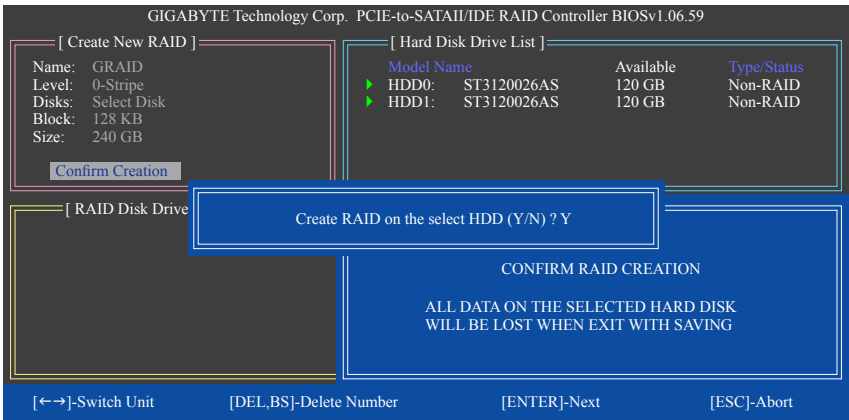 GIGABYTE Technology Corp. PCIE-to-SATAII/IDE RAID Controller BIOSv1.06.59
[ Create New RAID ]
Name: GRAID
Level: 0-Stripe
Disks: Select Disk
Block: 128 KB
Size: 240 GB
Confirm Creation
[ Hard Disk Drive List ]
Model Name Available Type/Status
HDD0: ST3120026AS 120 GB Non-RAID
HDD1: ST3120026AS 120 GB Non-RAID
[ RAID Disk Drive
Create RAID on the select HDD (Y/N) ? Y
CONFIRM RAID CREATION
ALL DATA ON THE SELECTED HARD DISK
WILL BE LOST WHEN EXIT WITH SAVING
[←→]-Switch Unit [DEL,BS]-Delete Number [ENTER]-Next [ESC]-Abort